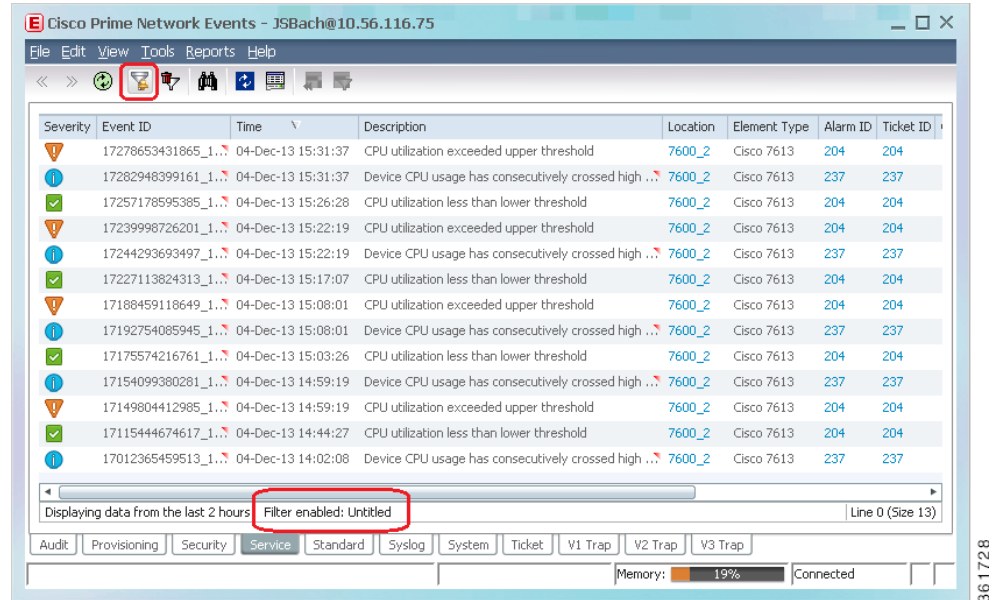 E Cisco Prime Network Events - JSBach@10.56.116.75
File Edit View Tools Reports Help
Severity Event ID Time Description Location Element Type Alarm ID Ticket ID
17278653431865_1... 04-Dec-13 15:31:37 CPU utilization exceeded upper threshold 7600_2 Cisco 7613 204 204
17282948399161_1... 04-Dec-13 15:31:37 Device CPU usage has consecutively crossed high ... 7600_2 Cisco 7613 237 237
17257178595385_1... 04-Dec-13 15:26:28 CPU utilization less than lower threshold 7600_2 Cisco 7613 204 204
17239998726201_1... 04-Dec-13 15:22:19 CPU utilization exceeded upper threshold 7600_2 Cisco 7613 204 204
17244293693497_1... 04-Dec-13 15:22:19 Device CPU usage has consecutively crossed high ... 7600_2 Cisco 7613 237 237
17227113824313_1... 04-Dec-13 15:17:07 CPU utilization less than lower threshold 7600_2 Cisco 7613 204 204
17188459118649_1... 04-Dec-13 15:08:01 CPU utilization exceeded upper threshold 7600_2 Cisco 7613 204 204
17192754085945_1... 04-Dec-13 15:08:01 Device CPU usage has consecutively crossed high ... 7600_2 Cisco 7613 237 237
17175574216761_1... 04-Dec-13 15:03:26 CPU utilization less than lower threshold 7600_2 Cisco 7613 204 204
17154099380281_1... 04-Dec-13 14:59:19 Device CPU usage has consecutively crossed high ... 7600_2 Cisco 7613 237 237
17149804412985_1... 04-Dec-13 14:59:19 CPU utilization exceeded upper threshold 7600_2 Cisco 7613 204 204
17115444674617_1... 04-Dec-13 14:44:27 CPU utilization less than lower threshold 7600_2 Cisco 7613 204 204
17012365459513_1... 04-Dec-13 14:02:08 Device CPU usage has consecutively crossed high ... 7600_2 Cisco 7613 237 237
Displaying data from the last 2 hours Filter enabled: Untitled Line 0 (Size 13)
Audit Provisioning Security Service Standard Syslog System Ticket V1 Trap V2 Trap V3 Trap
Memory: 19% Connected
361728